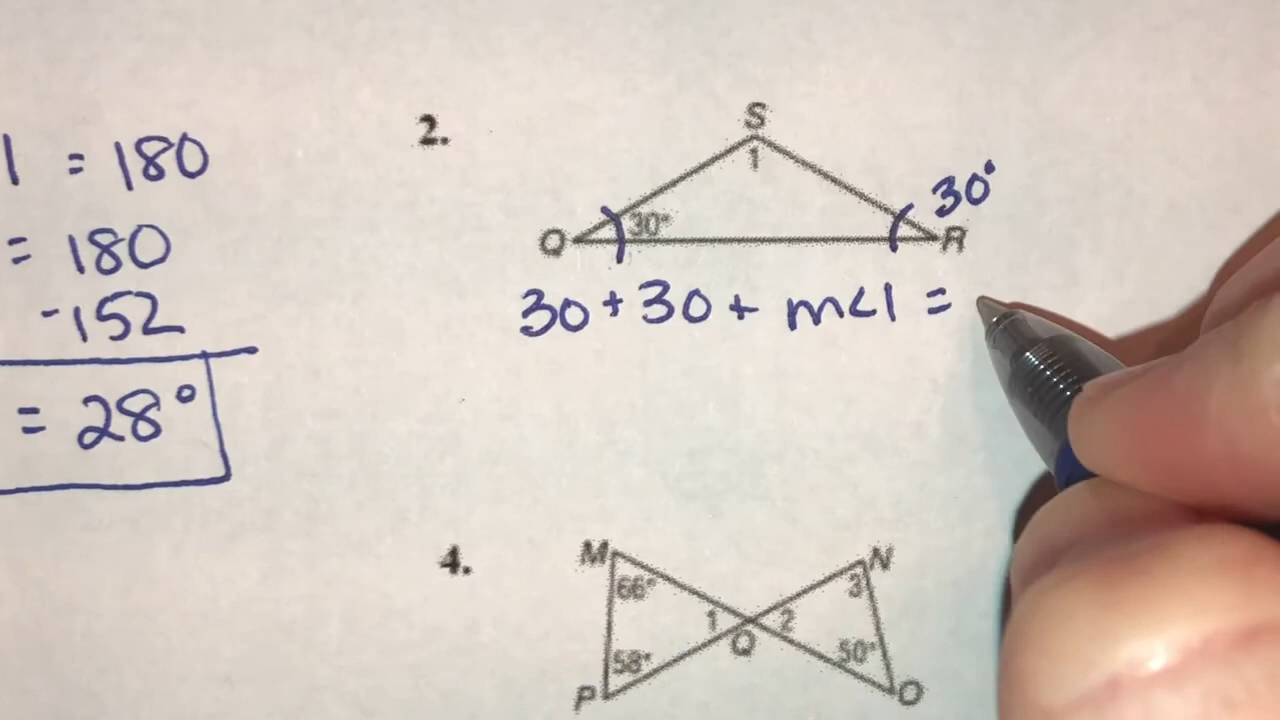 1 = 180
= 180
-152
= 28°
2.
S
1
30°
30°
Q
R
30 + 30 + m<1 =
4.
M
N
66°
3
1
2
Q
58°
50°
P
O